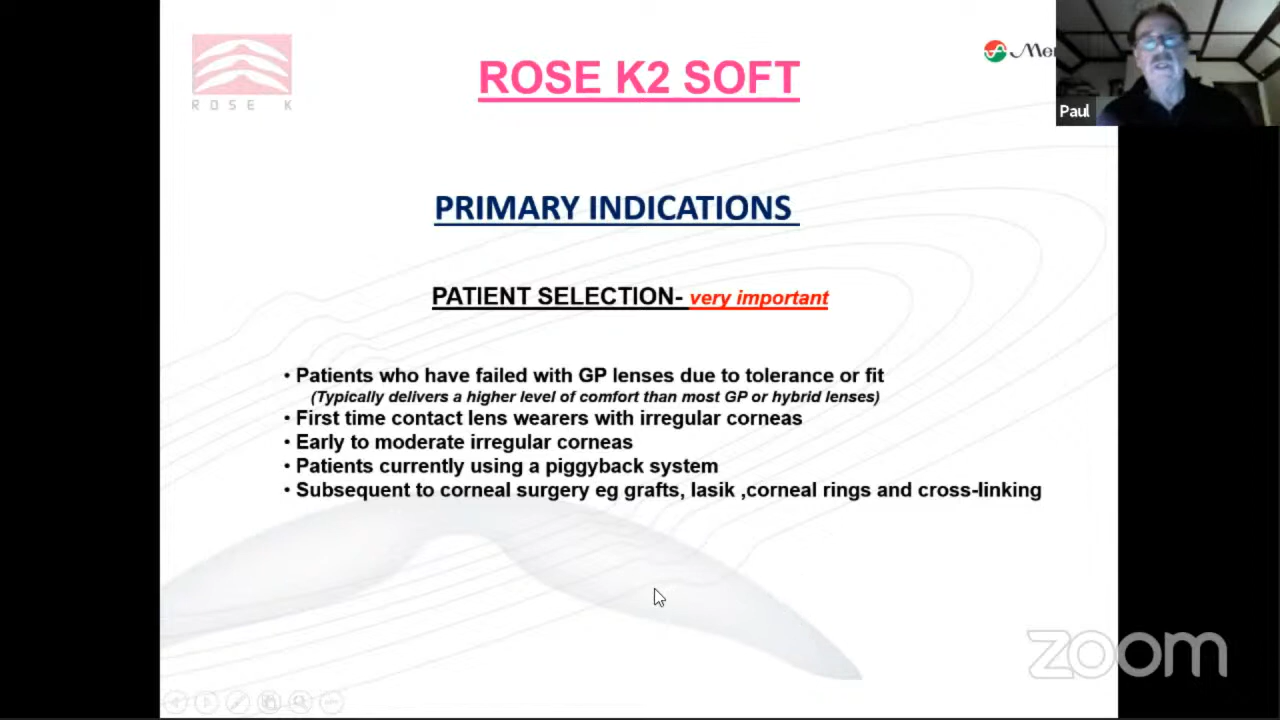 ROSE K
ROSE K2 SOFT
Paul
PRIMARY INDICATIONS
PATIENT SELECTION- very important
• Patients who have failed with GP lenses due to tolerance or fit
(Typically delivers a higher level of comfort than most GP or hybrid lenses)
• First time contact lens wearers with irregular corneas
• Early to moderate irregular corneas
• Patients currently using a piggyback system
• Subsequent to corneal surgery eg grafts, lasik ,corneal rings and cross-linking
zoom